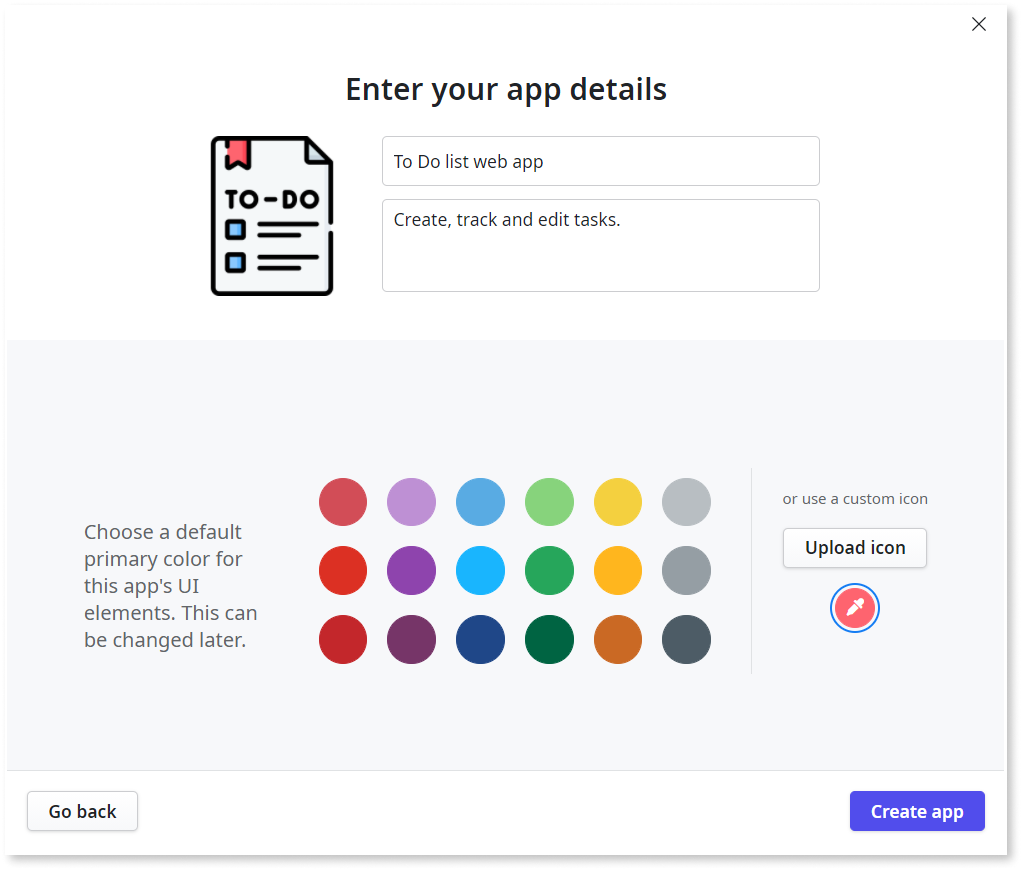 Enter your app details
TO-DO
To Do list web app
Create, track and edit tasks.
Choose a default
primary color for
this app's UI
elements. This can
be changed later.
or use a custom icon
Upload icon
Go back
Create app